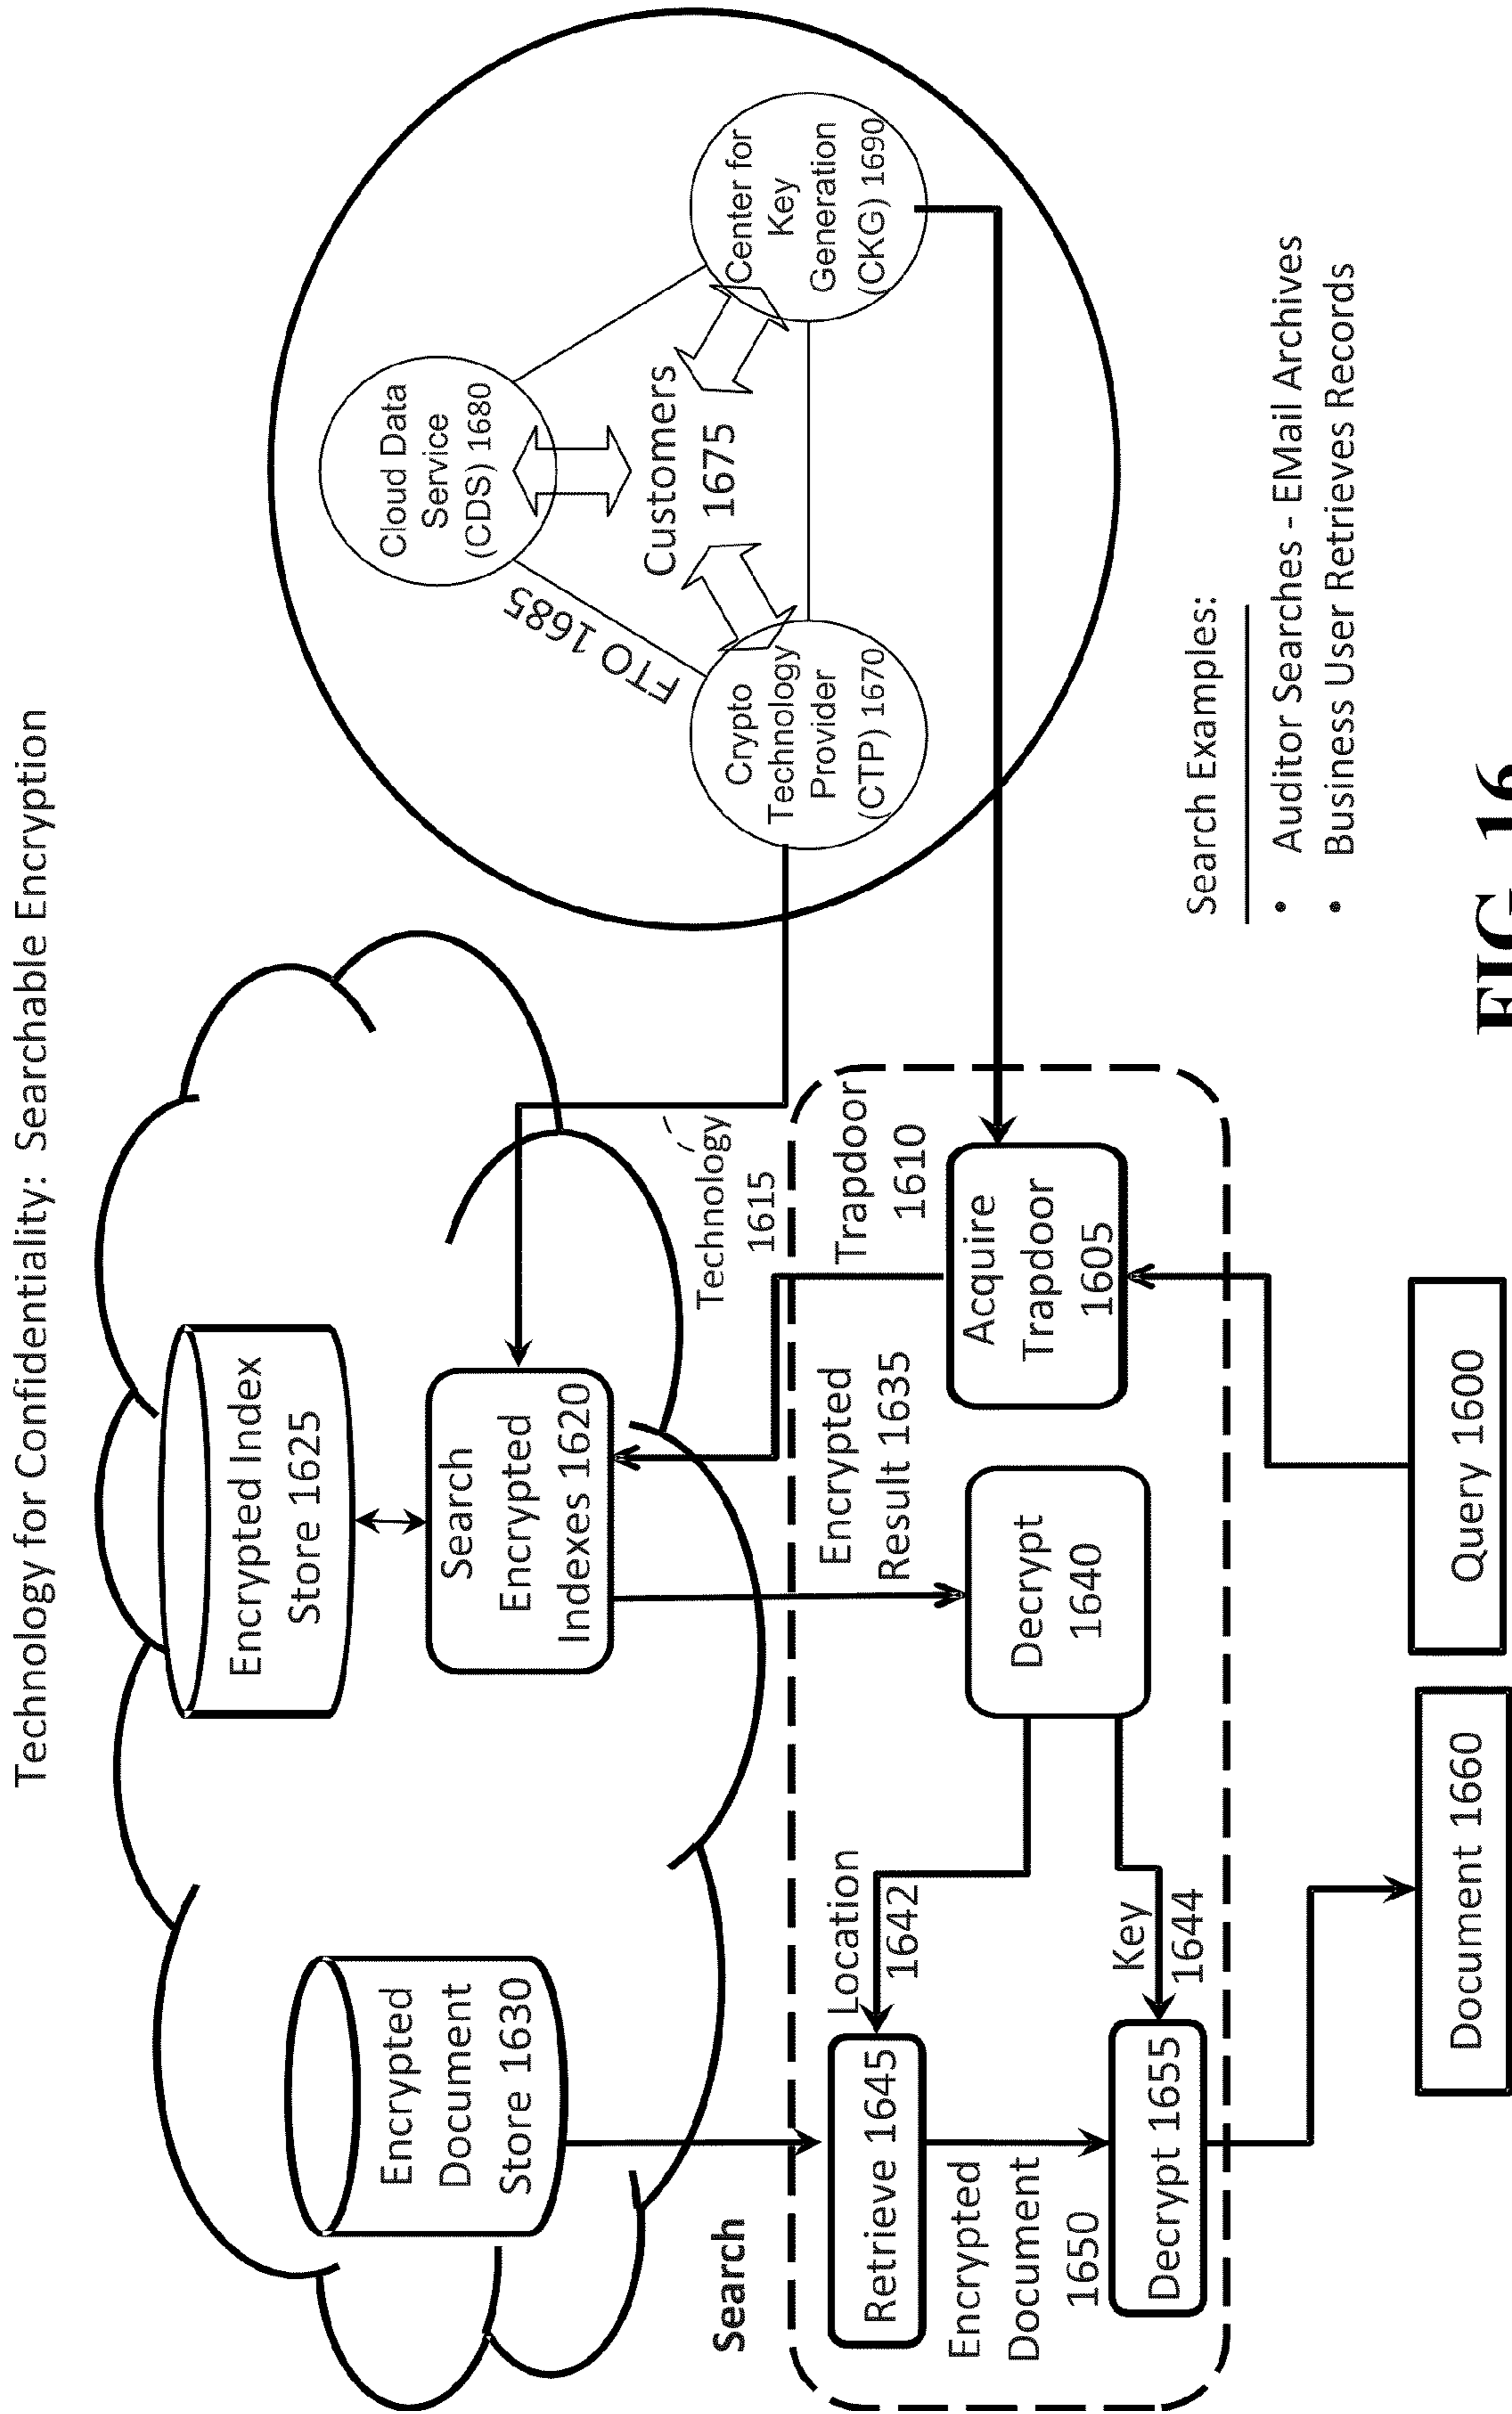 Technology for Confidentiality: Searchable Encryption
Encrypted
Document
Store 1630
Encrypted Index
Store 1625
Search
Encrypted
Indexes 1620
Cloud Data
Service
(CDS) 1680
FTO 1685
Customers
1675
Crypto
Technology
Provider
(CTP) 1670
Center for
Key
Generation
(CKG) 1690
Technology
1615
Search
Retrieve 1645
Location
1642
Encrypted
Result 1635
Trapdoor
1610
Encrypted
Document
1650
Decrypt
1640
Acquire
Trapdoor
1605
Key
1644
Decrypt 1655
Document 1660
Query 1600
Search Examples:
• Auditor Searches - EMail Archives
• Business User Retrieves Records
FIG. 16